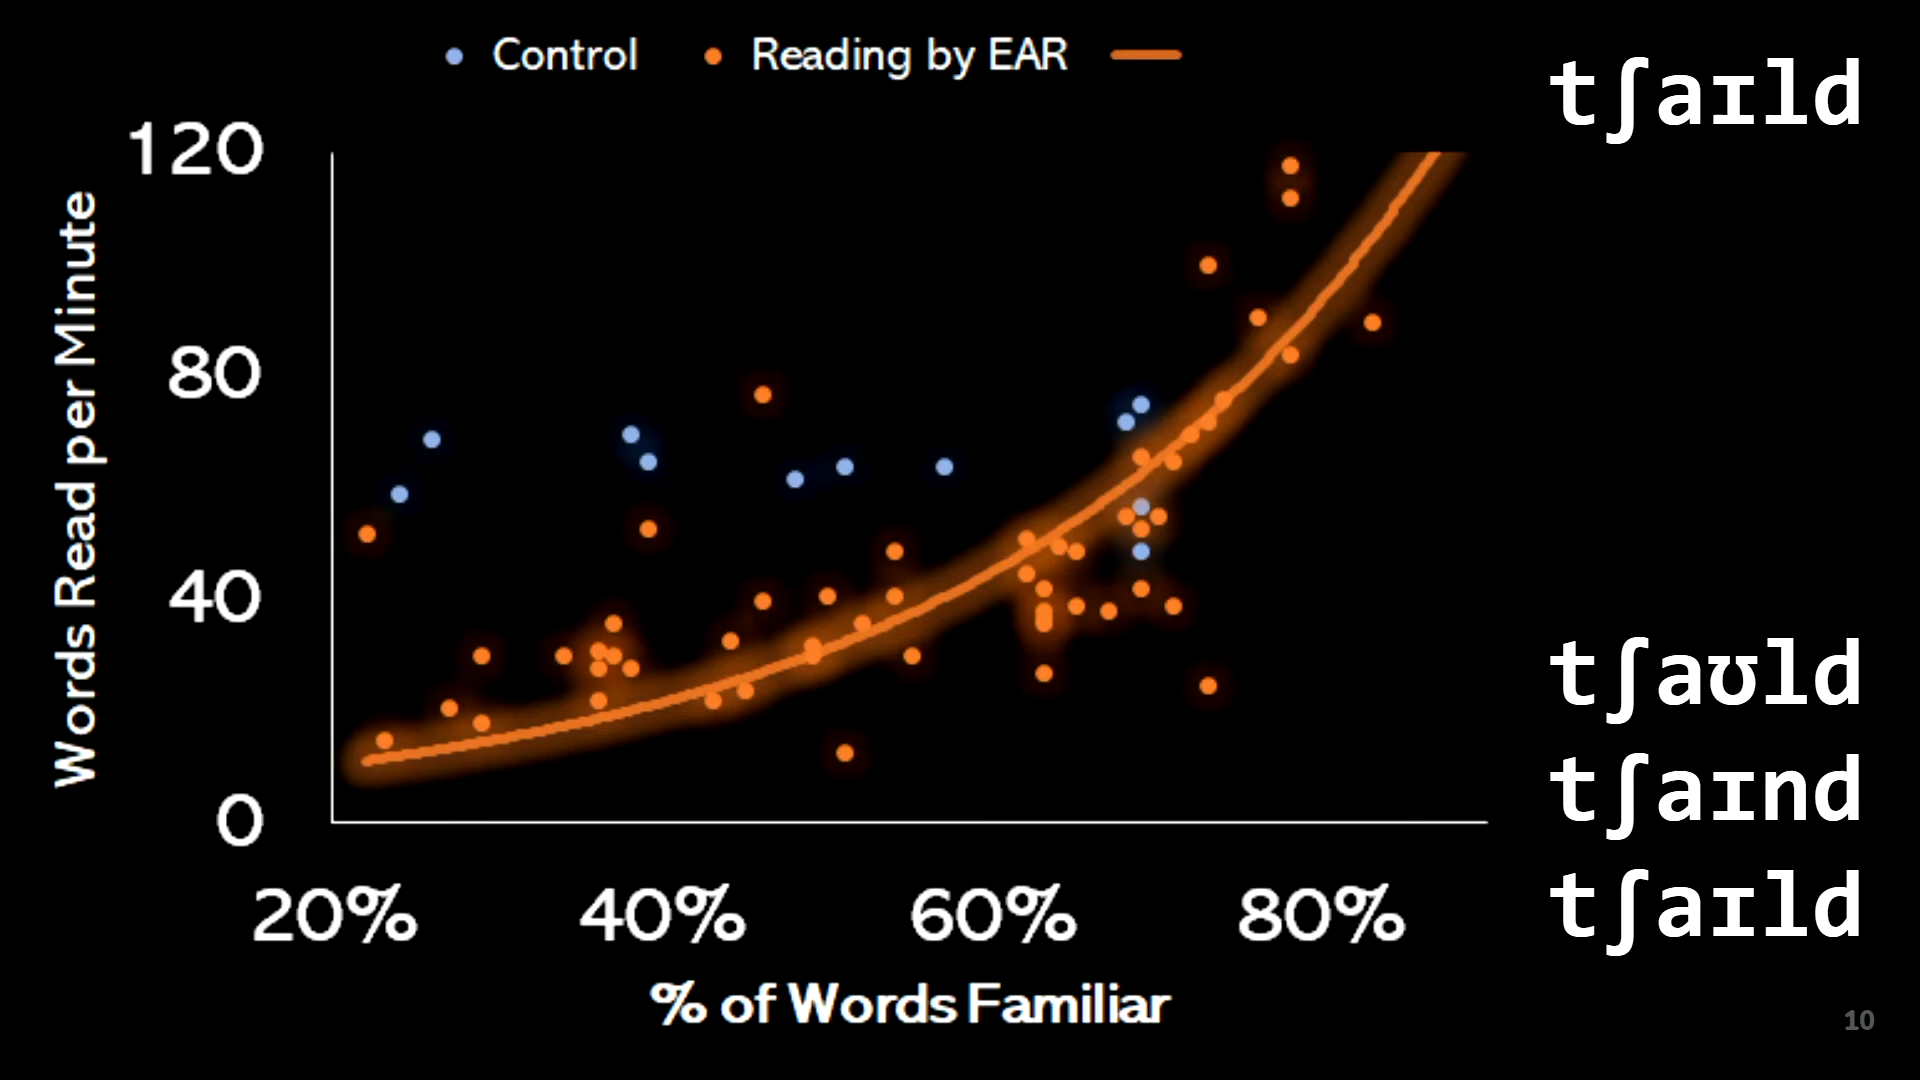 Control
Reading by EAR
120
80
40
0
Words Read per Minute
20%
40%
60%
80%
% of Words Familiar
tʃaɪld
tʃaʊld
tʃaɪnd
tʃaɪld
10